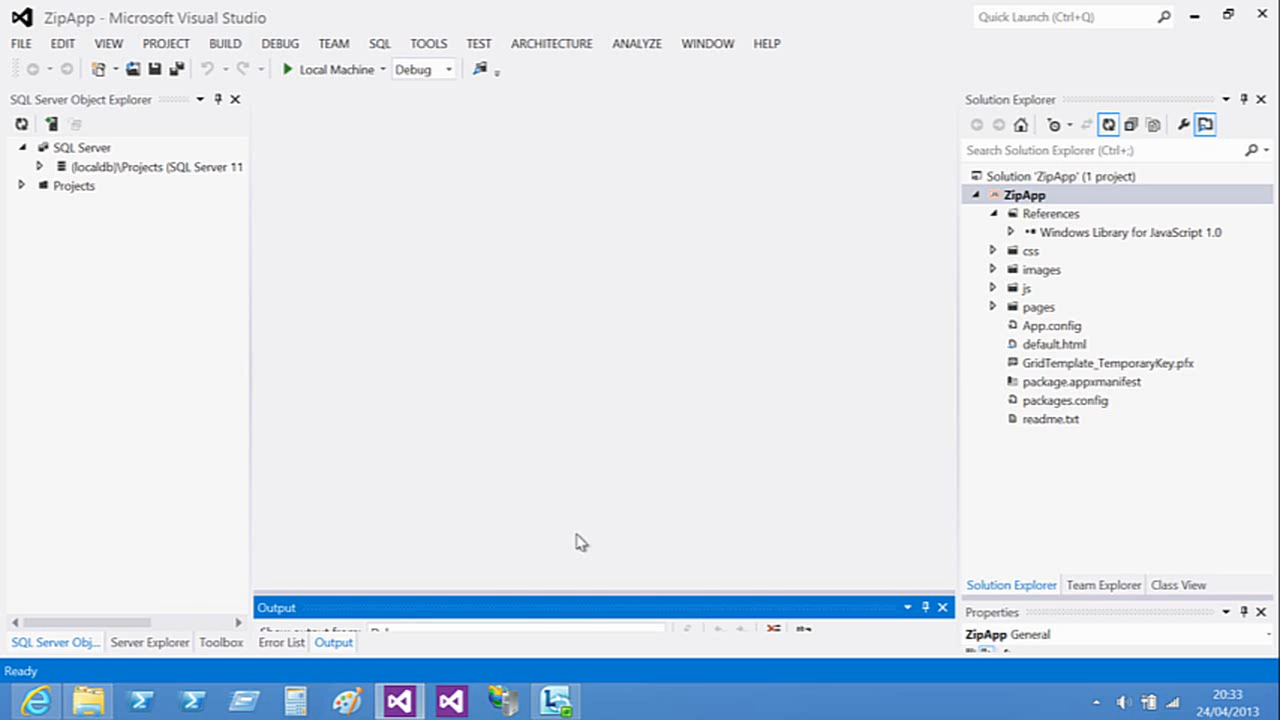 ZipApp - Microsoft Visual Studio
Quick Launch (Ctrl+Q)
FILE EDIT VIEW PROJECT BUILD DEBUG TEAM SQL TOOLS TEST ARCHITECTURE ANALYZE WINDOW HELP
Local Machine Debug
SQL Server Object Explorer
SQL Server
(localdb)\Projects (SQL Server 11
Projects
Solution Explorer
Search Solution Explorer (Ctrl+;)
Solution 'ZipApp' (1 project)
ZipApp
References
Windows Library for JavaScript 1.0
css
images
js
pages
App.config
default.html
GridTemplate_TemporaryKey.pfx
package.appxmanifest
packages.config
readme.txt
Solution Explorer Team Explorer Class View
Output
Show output from:
Properties
ZipApp General
SQL Server Obj... Server Explorer Toolbox
Error List Output
Ready
20:33
24/04/2013